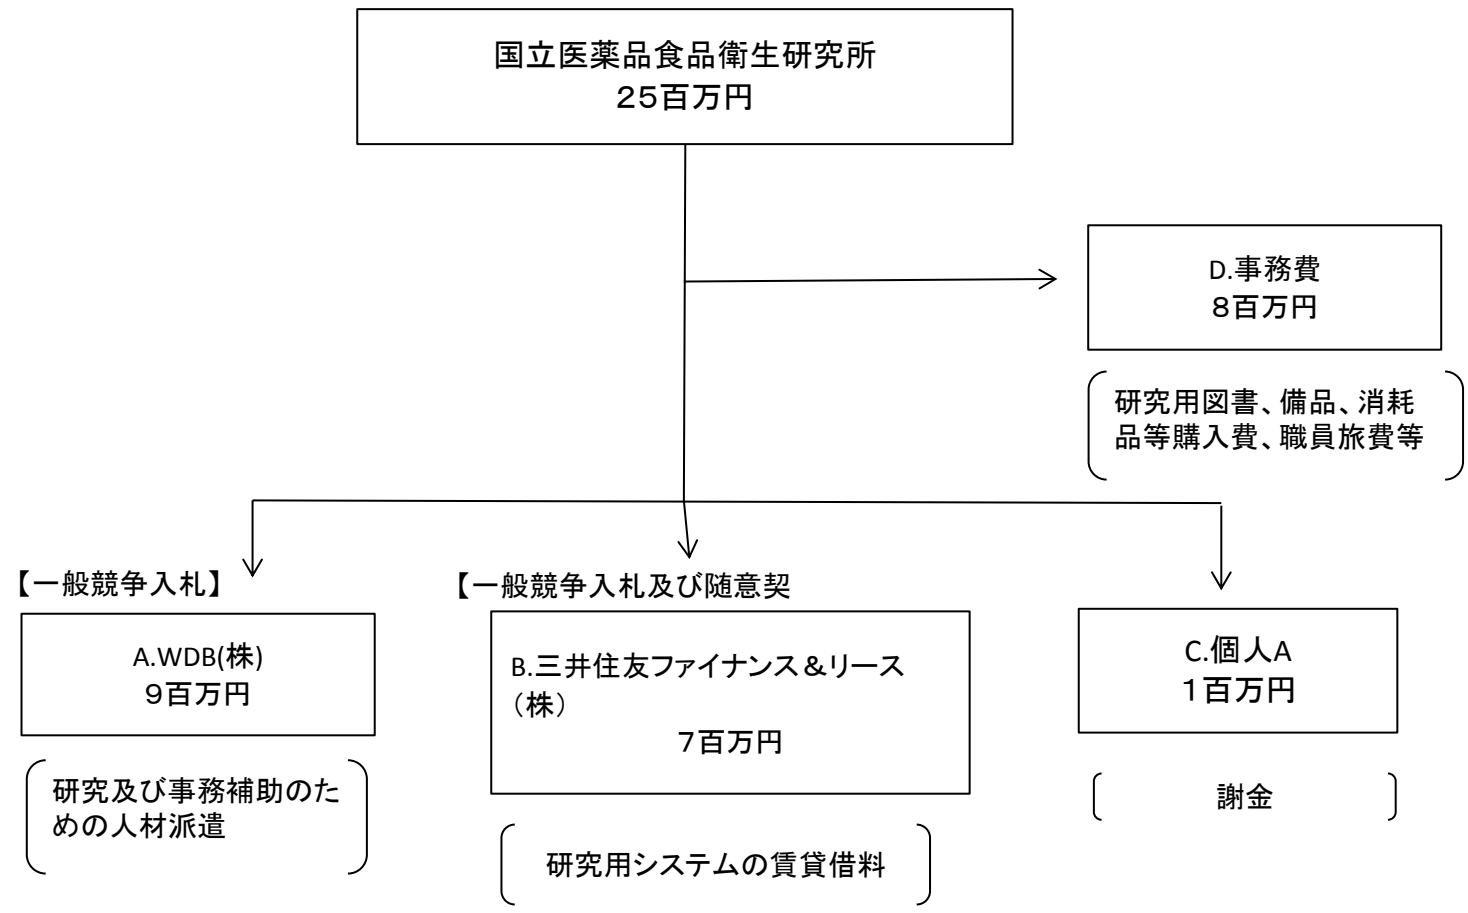 国立医薬品食品衛生研究所
２５百万円
D.事務費
８百万円
研究用図書、備品、消耗
品等購入費、職員旅費等
【一般競争入札】
【一般競争入札及び随意契
A.WDB(株)
９百万円
B.三井住友ファイナンス＆リース
（株）
７百万円
C.個人A
１百万円
研究及び事務補助のた
めの人材派遣
研究用システムの賃貸借料
謝金